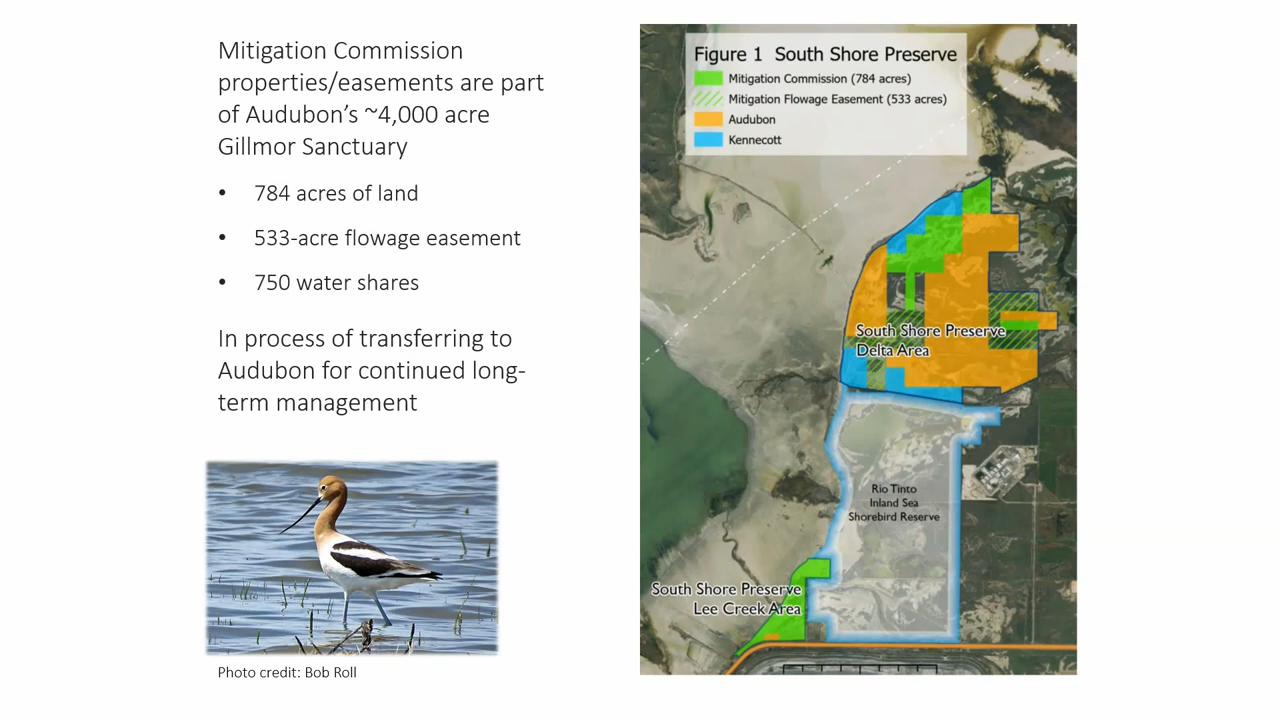 Mitigation Commission
properties/easements are part
of Audubon’s ~4,000 acre
Gillmor Sanctuary
• 784 acres of land
• 533-acre flowage easement
• 750 water shares
In process of transferring to
Audubon for continued long-
term management
Photo credit: Bob Roll
Figure 1 South Shore Preserve
Mitigation Commission (784 acres)
Mitigation Flowage Easement (533 acres)
Audubon
Kennecott
South Shore Preserve
Delta Area
Rio Tinto
Inland Sea
Shorebird Reserve
South Shore Preserve
Lee Creek Area